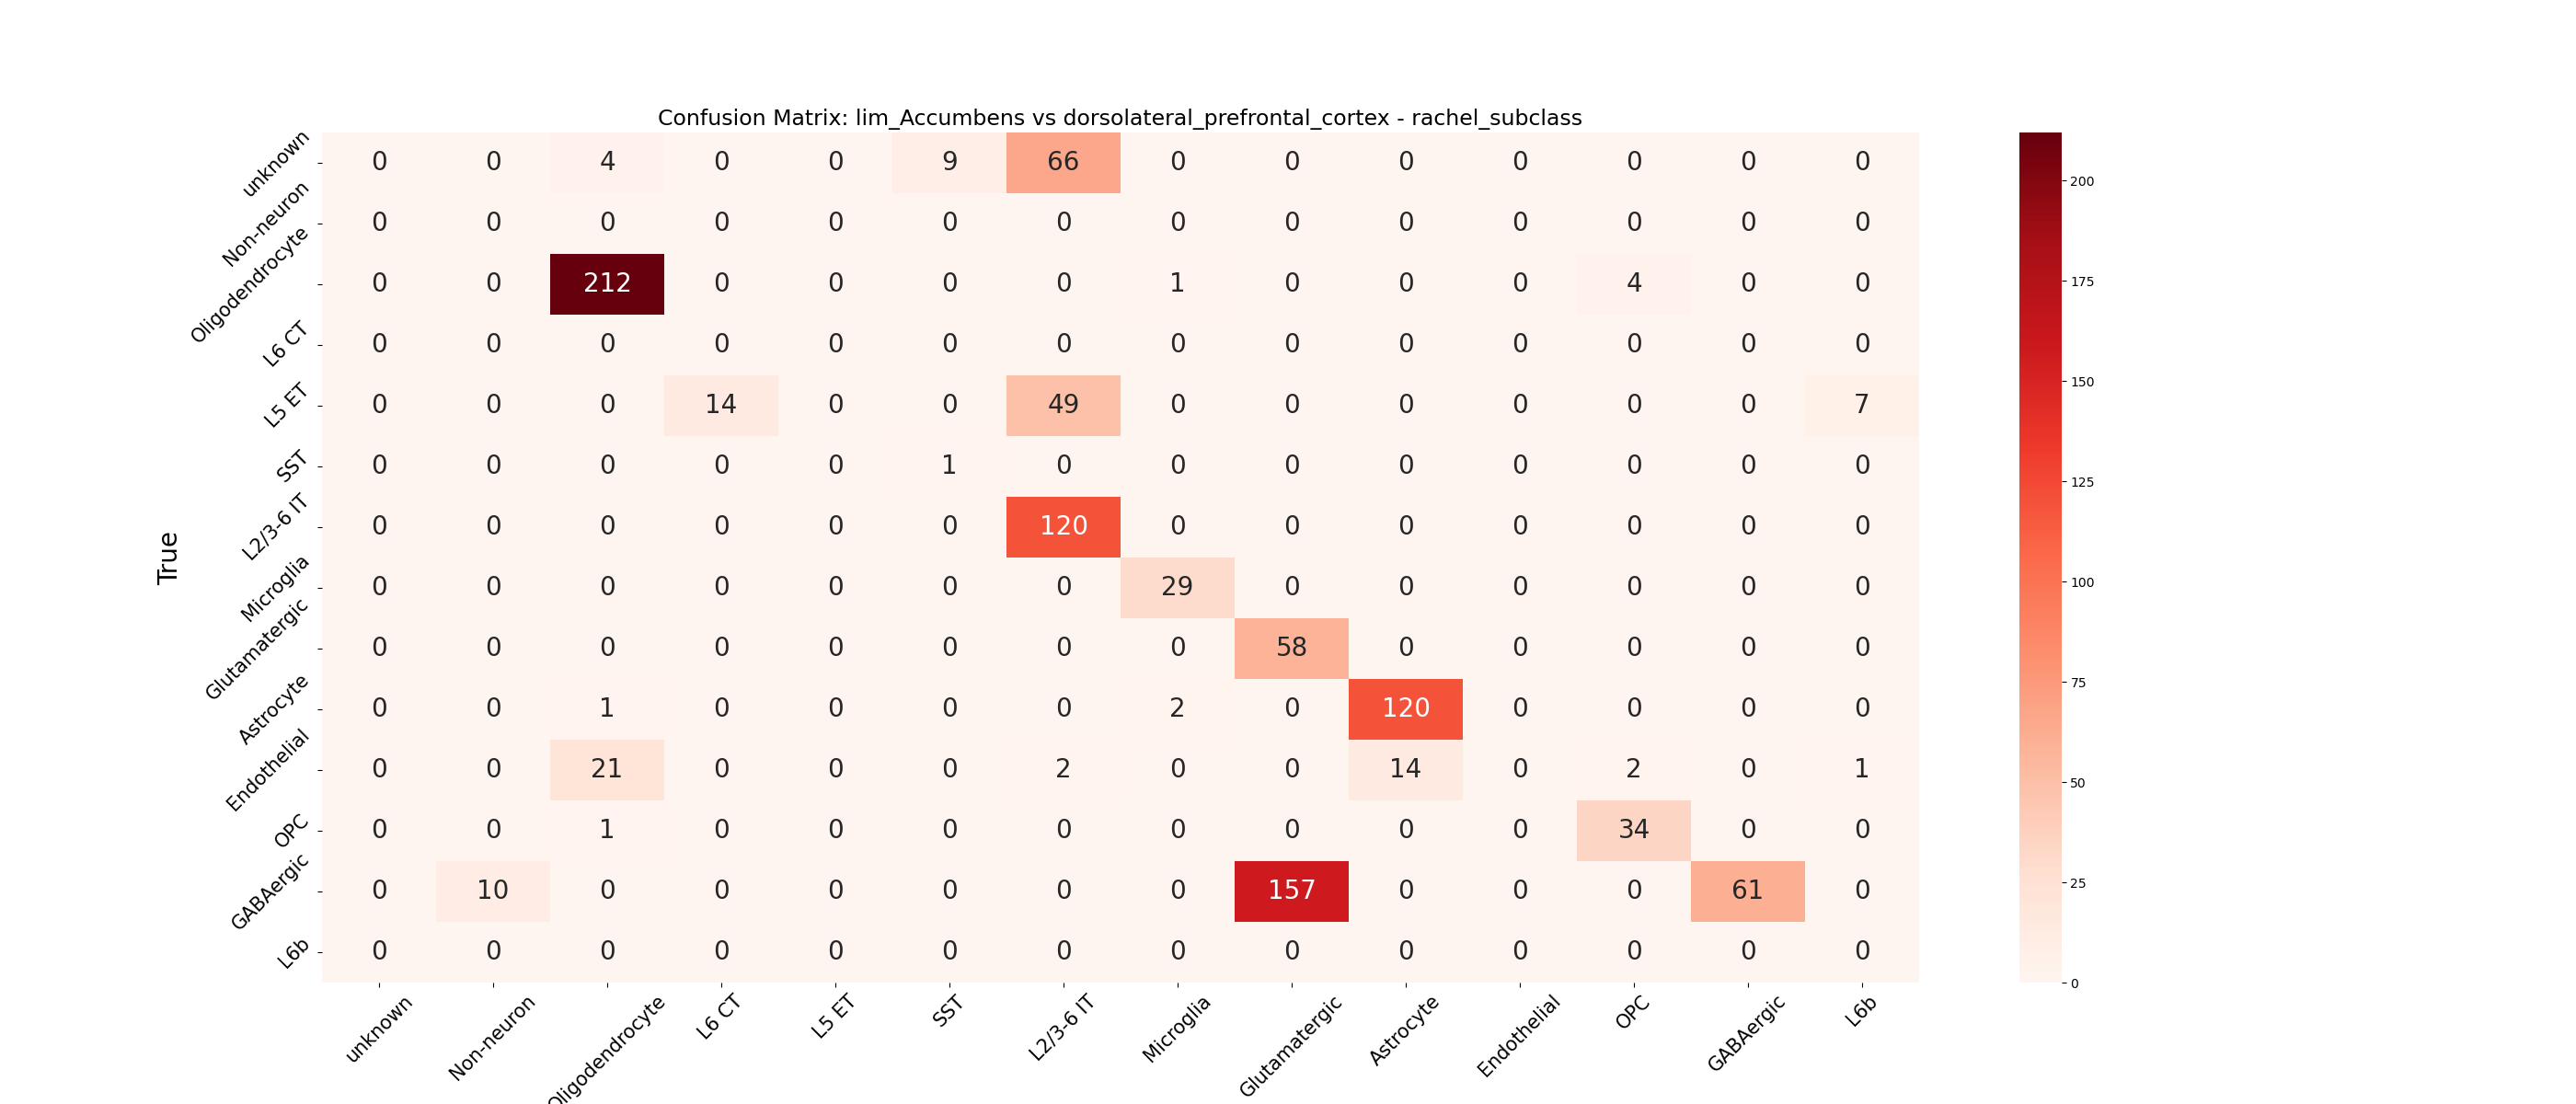 Confusion Matrix: lim_Accumbens vs dorsolateral_prefrontal_cortex - rachel_subclass
True
unknown 0 0 4 0 0 9 66 0 0 0 0 0 0 0
Non-neuron 0 0 0 0 0 0 0 0 0 0 0 0 0 0
Oligodendrocyte 0 0 212 0 0 0 0 1 0 0 0 4 0 0
L6 CT 0 0 0 0 0 0 0 0 0 0 0 0 0 0
L5 ET 0 0 0 14 0 0 49 0 0 0 0 0 0 7
SST 0 0 0 0 0 1 0 0 0 0 0 0 0 0
L2/3-6 IT 0 0 0 0 0 0 120 0 0 0 0 0 0 0
Microglia 0 0 0 0 0 0 0 29 0 0 0 0 0 0
Glutamatergic 0 0 0 0 0 0 0 0 58 0 0 0 0 0
Astrocyte 0 0 1 0 0 0 0 2 0 120 0 0 0 0
Endothelial 0 0 21 0 0 0 2 0 0 14 0 2 0 1
OPC 0 0 1 0 0 0 0 0 0 0 0 34 0 0
GABAergic 0 10 0 0 0 0 0 0 157 0 0 0 61 0
L6b 0 0 0 0 0 0 0 0 0 0 0 0 0 0
unknown Non-neuron Oligodendrocyte L6 CT L5 ET SST L2/3-6 IT Microglia Glutamatergic Astrocyte Endothelial OPC GABAergic L6b
200
175
150
125
100
75
50
25
0